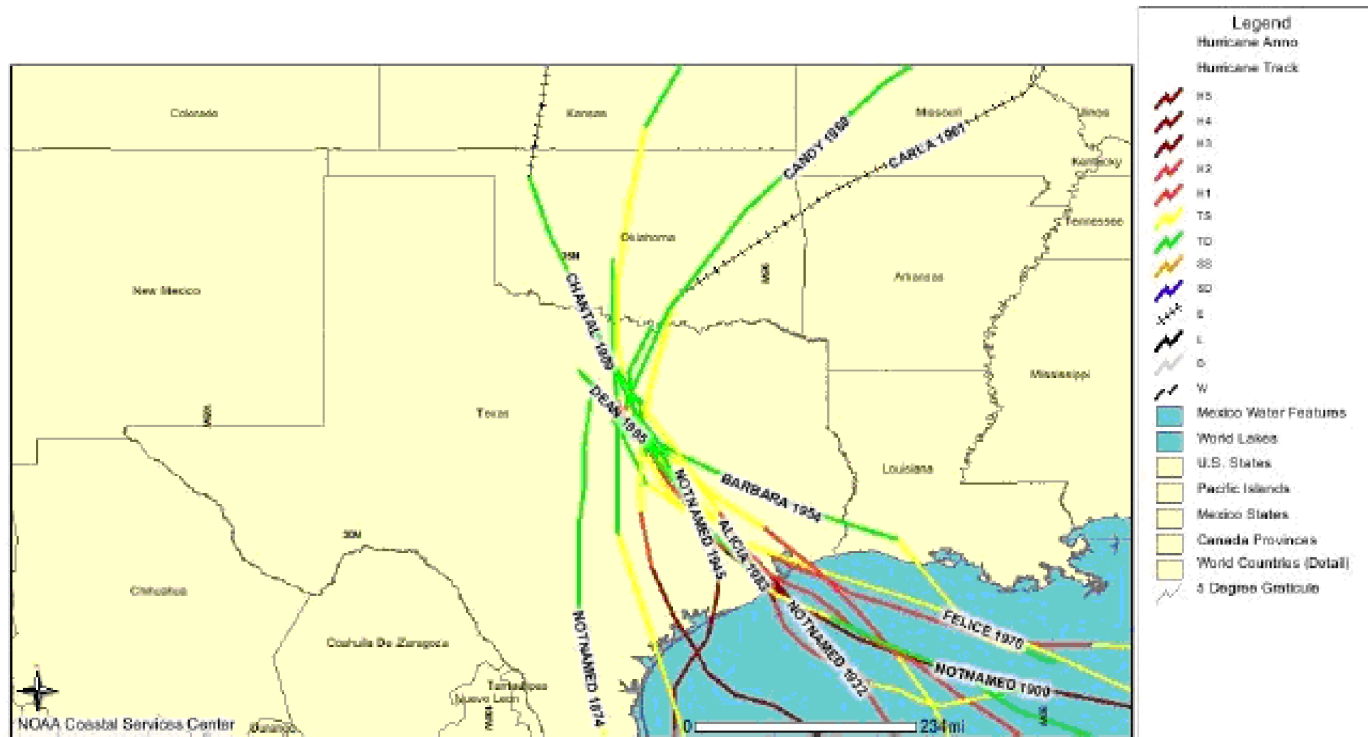 Legend
Hurricane Anno
Hurricane Track
H5
H4
H3
H2
H1
TS
TD
SS
SD
E
L
D
W
Mexico Water Features
World Lakes
U.S. States
Pacific Islands
Mexico States
Canada Provinces
World Countries (Detail)
5 Degree Graticule
Colorado
Kansas
Missouri
Illinois
Kentucky
Tennessee
CANDY 1968
CARLA 1961
Oklahoma
New Mexico
Arkansas
CHANTAL 1989
Mississippi
Texas
DEAN 1995
Louisiana
BARBARA 1954
NOTNAMED 1945
ALICIA 1983
Chihuahua
Coahuila De Zaragoza
NOTNAMED 1874
NOTNAMED 1932
FELICE 1970
NOTNAMED 1900
Tamaulipas
Nuevo León
Durango
NOAA Coastal Services Center
0 234mi